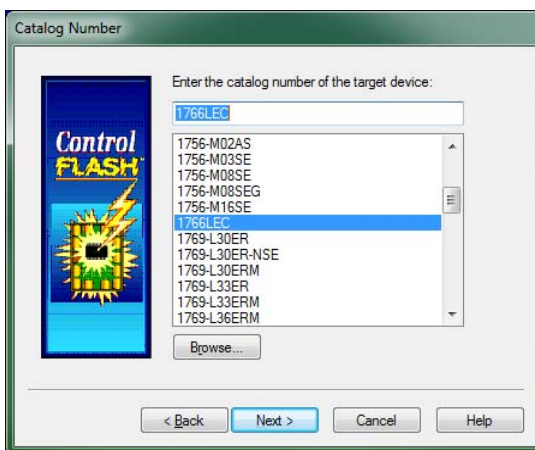 Catalog Number
Control
FLASH
Enter the catalog number of the target device:
1766LEC
1756-M02AS
1756-M03SE
1756-M08SE
1756-M08SEG
1756-M16SE
1766LEC
1769-L30ER
1769-L30ER-NSE
1769-L30ERM
1769-L33ER
1769-L33ERM
1769-L36ERM
Browse...
< Back
Next >
Cancel
Help